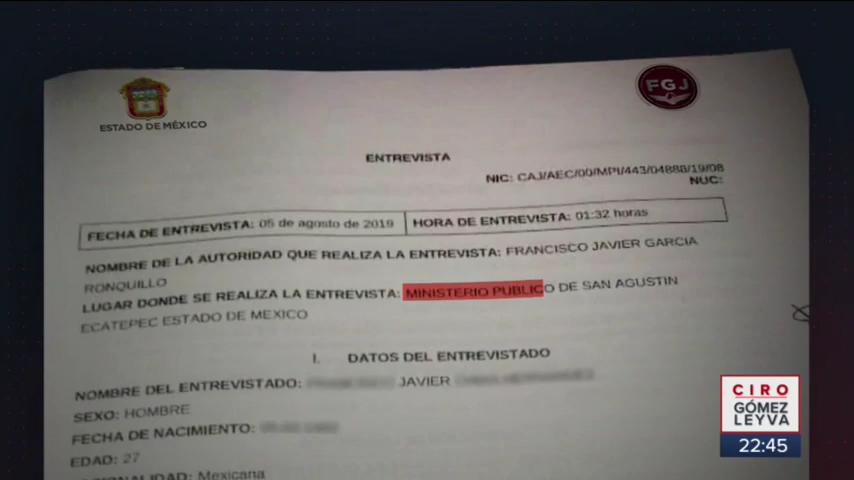 ESTADO DE MÉXICO
FGJ
ENTREVISTA
NIC: CAJ/AEC/00/MPI/443/04888/19/08
NUC:
FECHA DE ENTREVISTA: 05 de agosto de 2019 HORA DE ENTREVISTA: 01:32 horas
NOMBRE DE LA AUTORIDAD QUE REALIZA LA ENTREVISTA: FRANCISCO JAVIER GARCIA
RONQUILLO
LUGAR DONDE SE REALIZA LA ENTREVISTA: MINISTERIO PUBLICO DE SAN AGUSTIN
ECATEPEC ESTADO DE MEXICO
I. DATOS DEL ENTREVISTADO
NOMBRE DEL ENTREVISTADO: JAVIER
SEXO: HOMBRE
FECHA DE NACIMIENTO:
EDAD: 27
Mexicana
CIRO
GÓMEZ
LEYVA
22:45